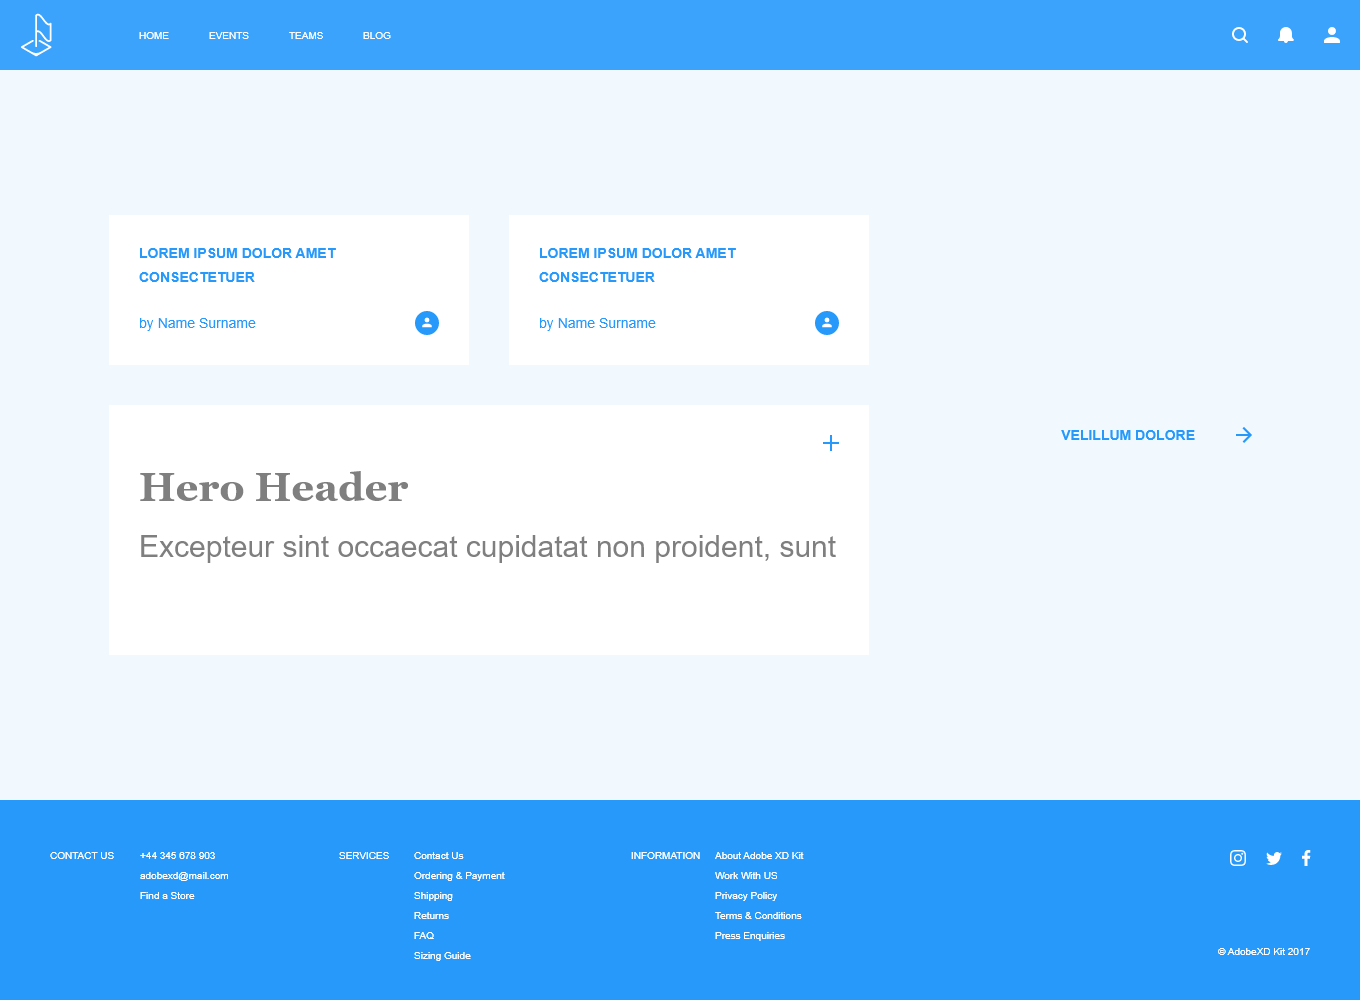 HOME
EVENTS
TEAMS
BLOG
LOREM IPSUM DOLOR AMET
CONSECTETUER
by Name Surname
LOREM IPSUM DOLOR AMET
CONSECTETUER
by Name Surname
Hero Header
Excepteur sint occaecat cupidatat non proident, sunt
VELILLUM DOLORE
CONTACT US
+44 345 678 903
adobexd@mail.com
Find a Store
SERVICES
Contact Us
Ordering & Payment
Shipping
Returns
FAQ
Sizing Guide
INFORMATION
About Adobe XD Kit
Work With US
Privacy Policy
Terms & Conditions
Press Enquiries
© AdobeXD Kit 2017